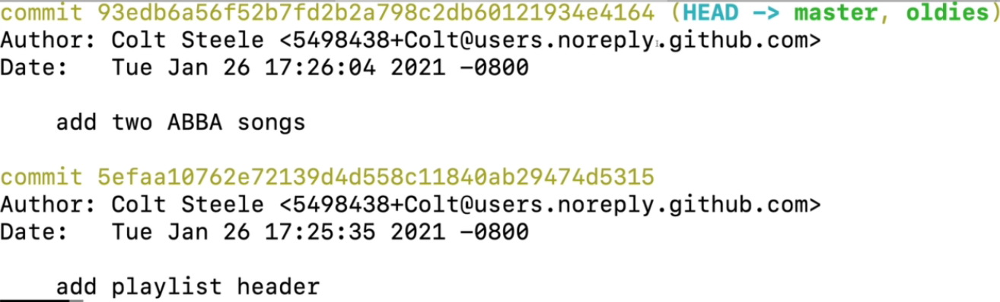 commit 93edb6a56f52b7fd2b2a798c2db60121934e4164 (HEAD -> master, oldies)
Author: Colt Steele <5498438+Colt@users.noreply.github.com>
Date:   Tue Jan 26 17:26:04 2021 -0800
    add two ABBA songs
commit 5efaa10762e72139d4d558c11840ab29474d5315
Author: Colt Steele <5498438+Colt@users.noreply.github.com>
Date:   Tue Jan 26 17:25:35 2021 -0800
    add playlist header